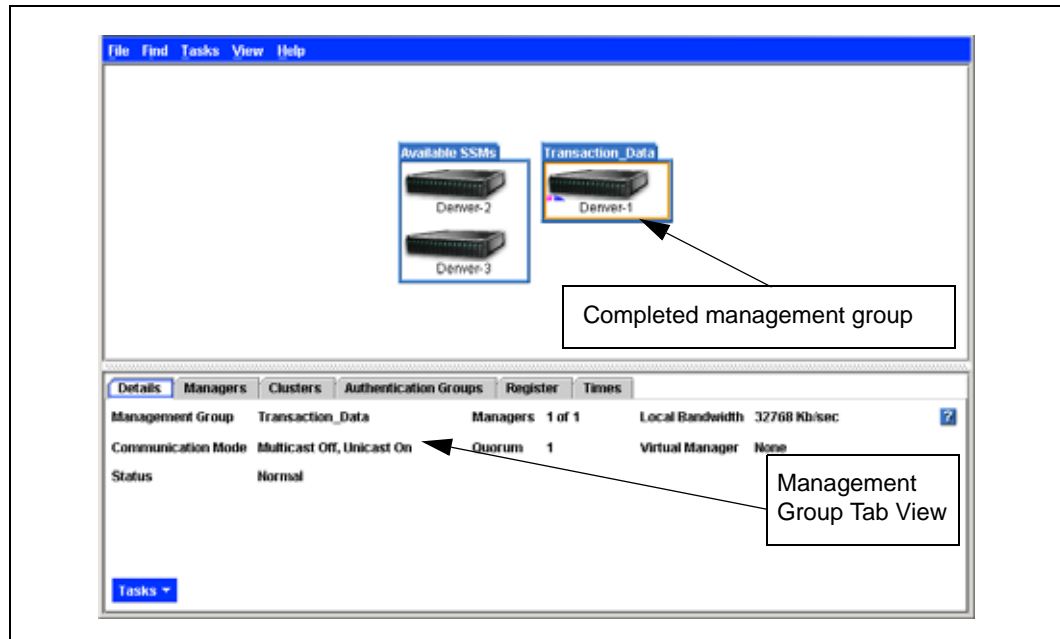 File Find Tasks View Help
Available SSMs
Transaction_Data
Denver-2
Denver-1
Denver-3
Completed management group
Details Managers Clusters Authentication Groups Register Times
Management Group Transaction_Data Managers 1 of 1 Local Bandwidth 32768 Kb/sec ?
Communication Mode Multicast Off, Unicast On Quorum 1 Virtual Manager None
Status Normal
Management
Group Tab View
Tasks